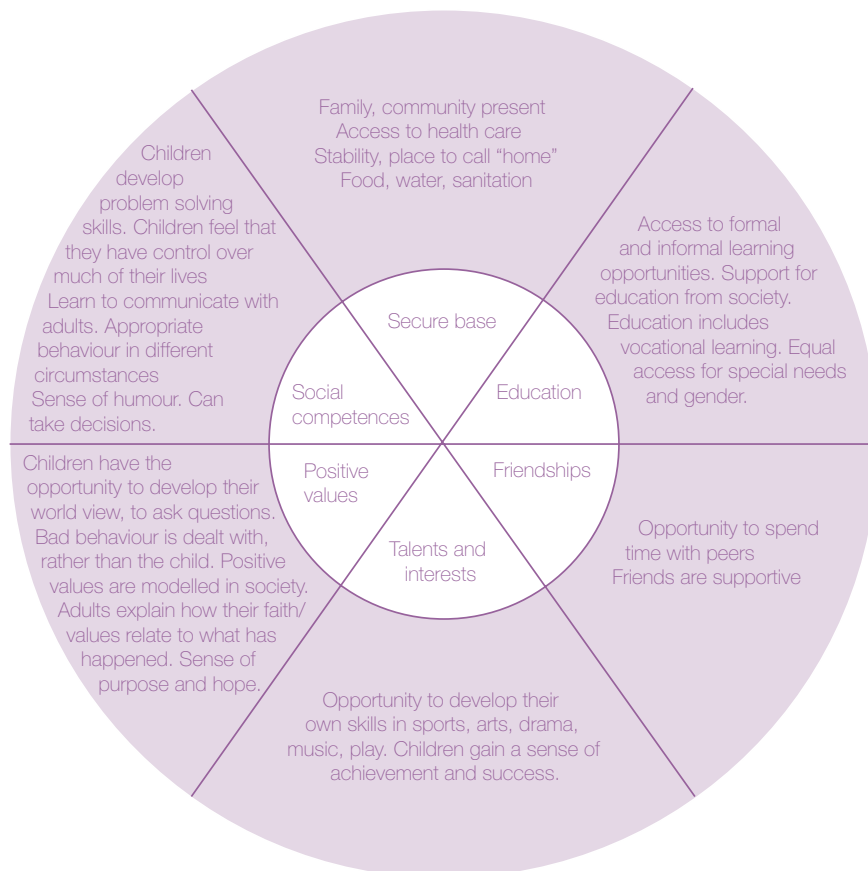 Family, community present
Access to health care
Stability, place to call “home”
Food, water, sanitation
Children
develop
problem solving
skills. Children feel that
they have control over
much of their lives
Learn to communicate with
adults. Appropriate
behaviour in different
circumstances
Sense of humour. Can
take decisions.
Access to formal
and informal learning
opportunities. Support for
education from society.
Education includes
vocational learning. Equal
access for special needs
and gender.
Secure base
Social
competences
Education
Positive
values
Friendships
Talents and
interests
Children have the
opportunity to develop their
world view, to ask questions.
Bad behaviour is dealt with,
rather than the child. Positive
values are modelled in society.
Adults explain how their faith/
values relate to what has
happened. Sense of
purpose and hope.
Opportunity to spend
time with peers
Friends are supportive
Opportunity to develop their
own skills in sports, arts, drama,
music, play. Children gain a sense of
achievement and success.